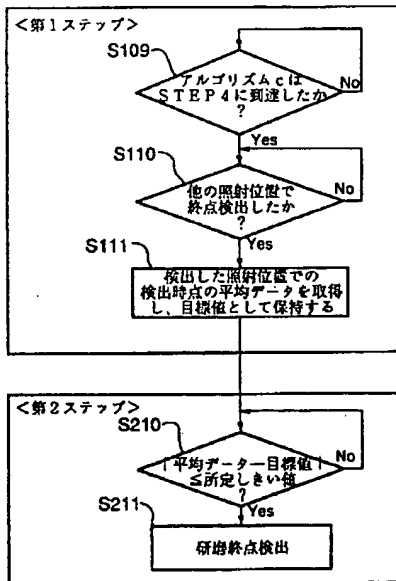 <第1ステップ>
S109
アルゴリズムcは
STEP4に到達したか
?
No
Yes
S110
他の照射位置で
終点検出したか
?
No
Yes
S111
検出した照射位置での
検出時点の平均データを取得
し、目標値として保持する
<第2ステップ>
S210
|平均データー目標値|
≦所定しきい値
?
No
Yes
S211
研磨終点検出